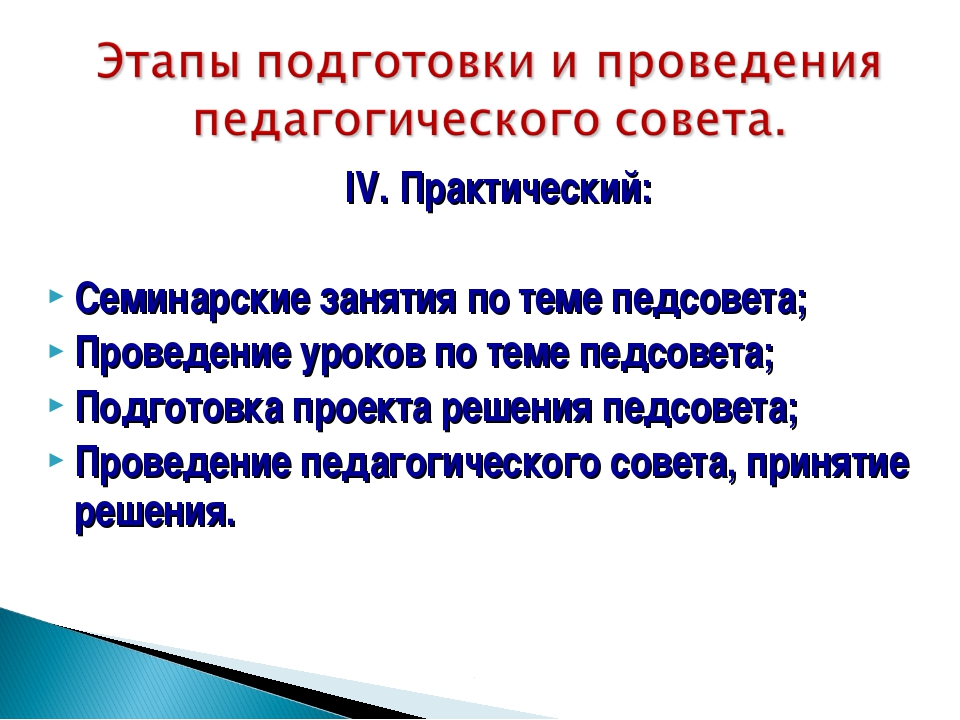 Этапы подготовки и проведения
педагогического совета.
IV. Практический:
Семинарские занятия по теме педсовета;
Проведение уроков по теме педсовета;
Подготовка проекта решения педсовета;
Проведение педагогического совета, принятие
решения.